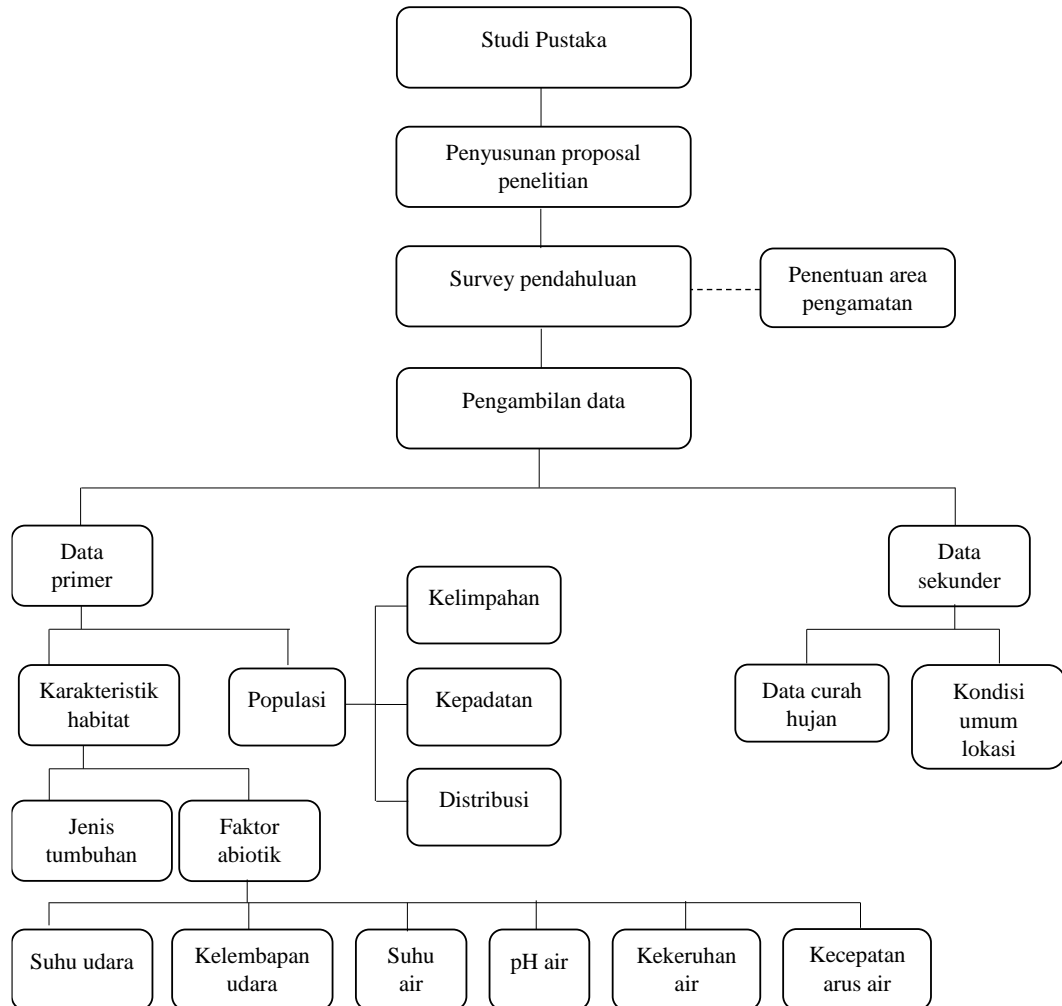 Studi Pustaka
Penyusunan proposal
penelitian
Survey pendahuluan
Penentuan area
pengamatan
Pengambilan data
Data
primer
Data
sekunder
Kelimpahan
Karakteristik
habitat
Populasi
Kepadatan
Data curah
hujan
Kondisi
umum
lokasi
Distribusi
Jenis
tumbuhan
Faktor
abiotik
Suhu udara
Kelembapan
udara
Suhu
air
pH air
Kekeruhan
air
Kecepatan
arus air